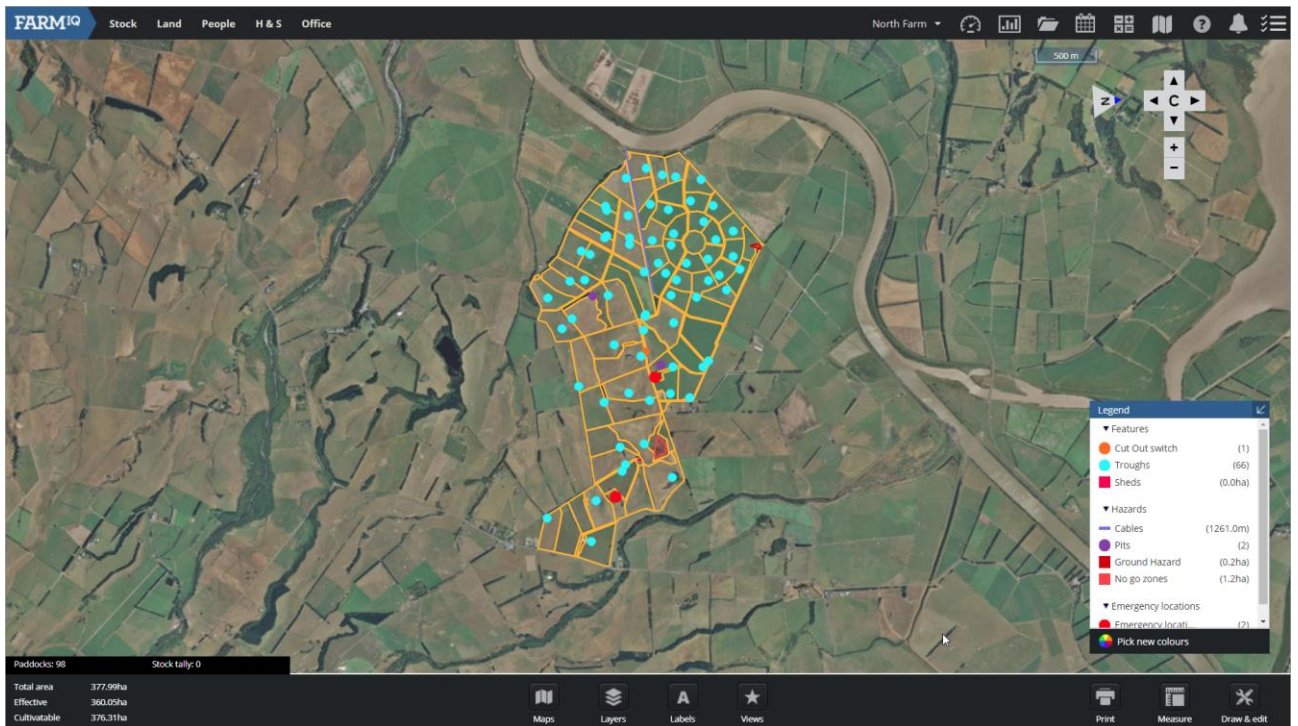 FARMIQ Stock Land People H & S Office North Farm
500 m
N
C
+
−
Legend
Features
Cut Out switch (1)
Troughs (66)
Sheds (0.0ha)
Hazards
Cables (1261.0m)
Pits (2)
Ground Hazard (0.2ha)
No go zones (1.2ha)
Emergency locations
Emergency locati... (2)
Pick new colours
Paddocks: 98 Stock tally: 0
Total area 377.99ha
Effective 360.05ha
Cultivatable 376.31ha
Maps Layers Labels Views Print Measure Draw & edit